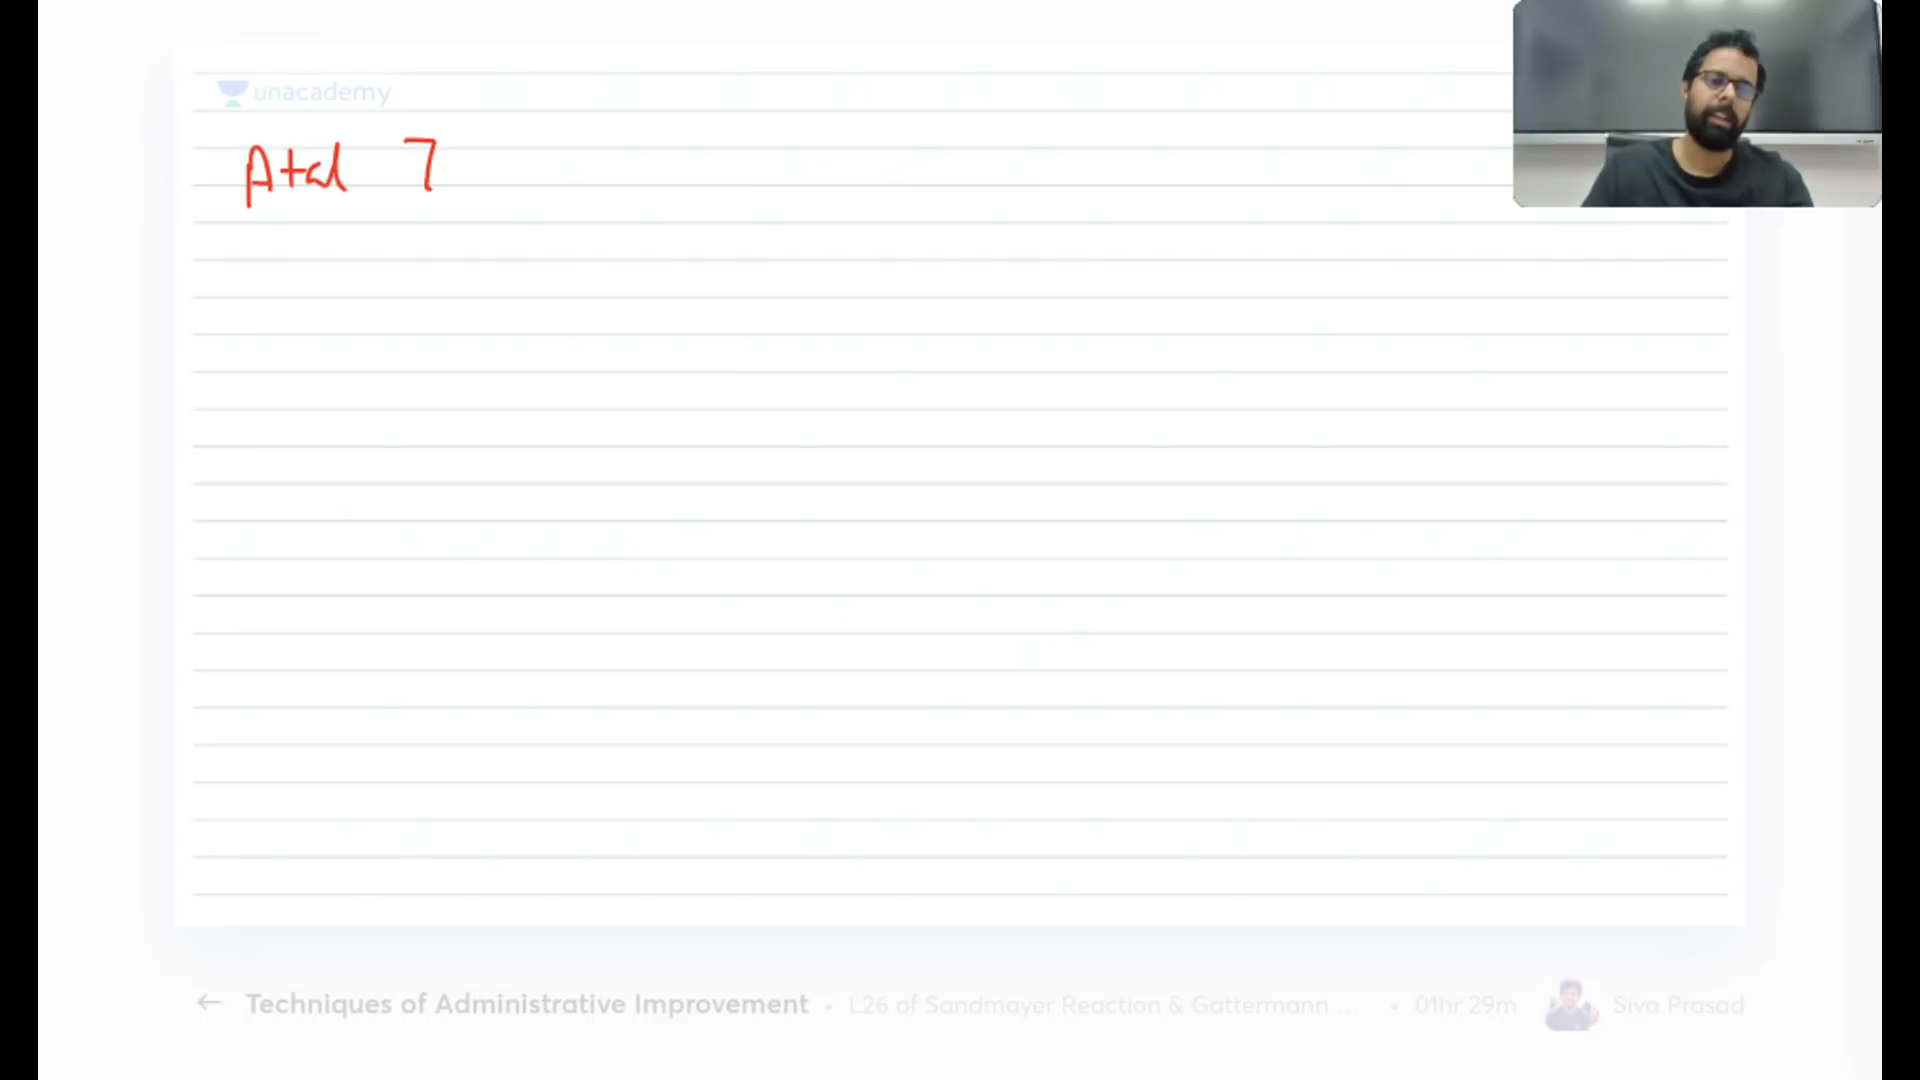 unacademy
Atal 7
← Techniques of Administrative Improvement • L26 of Sandmayer Reaction & Gattermann ... • 01hr 29m Siva Prasad